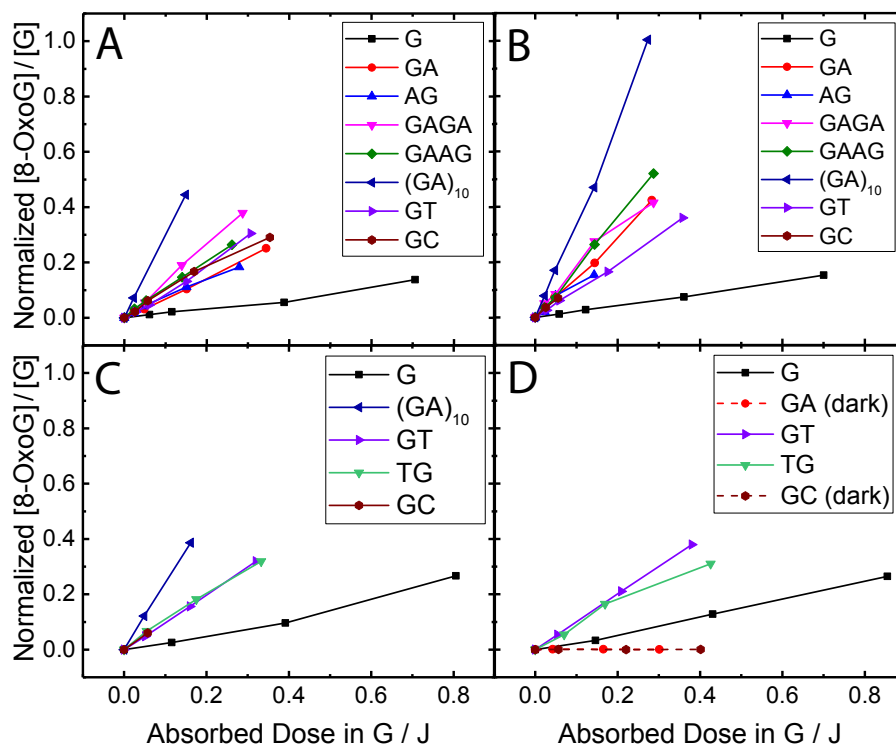 A
B
G
GA
AG
GAGA
GAAG
(GA)₁₀
GT
GC
G
GA
AG
GAGA
GAAG
(GA)₁₀
GT
GC
1.0
0.8
0.6
0.4
0.2
0.0
Normalized [8-OxoG] / [G]
C
D
G
(GA)₁₀
GT
TG
GC
G
GA (dark)
GT
TG
GC (dark)
1.0
0.8
0.6
0.4
0.2
0.0
Normalized [8-OxoG] / [G]
0.0 0.2 0.4 0.6 0.8
0.0 0.2 0.4 0.6 0.8
Absorbed Dose in G / J
Absorbed Dose in G / J